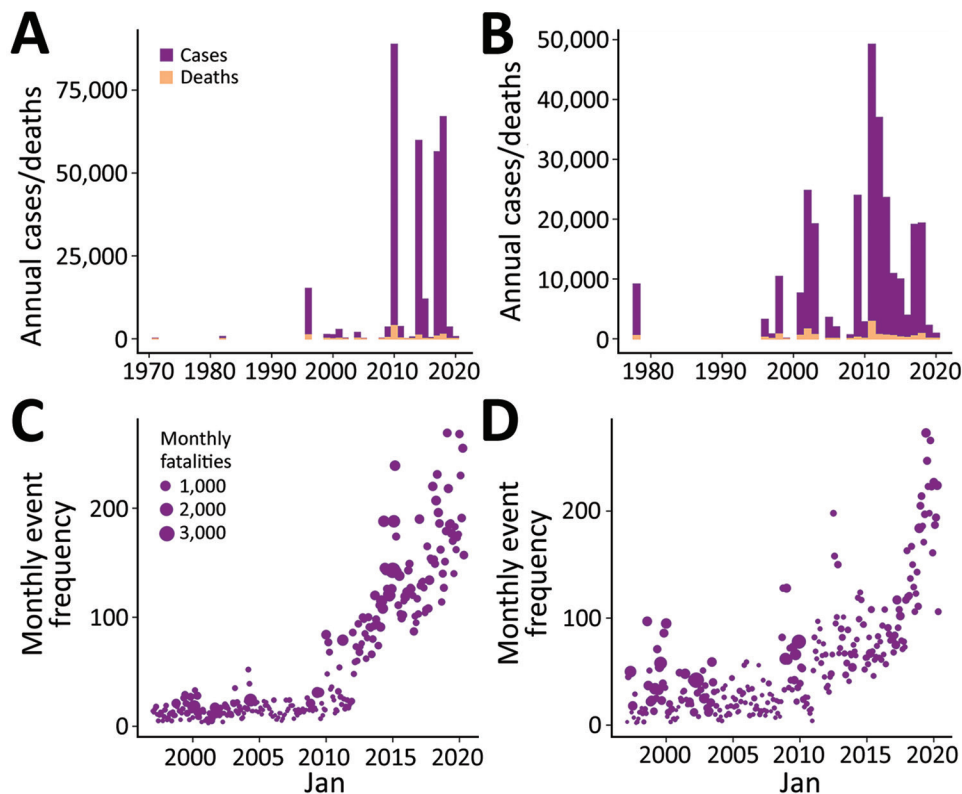 A
Annual cases/deaths
75,000
50,000
25,000
0
Cases
Deaths
1970 1980 1990 2000 2010 2020
B
Annual cases/deaths
50,000
40,000
30,000
20,000
10,000
0
1980 1990 2000 2010 2020
C
Monthly event
frequency
200
100
0
Monthly
fatalities
1,000
2,000
3,000
2000 2005 2010 2015 2020
Jan
D
Monthly event
frequency
200
100
0
2000 2005 2010 2015 2020
Jan